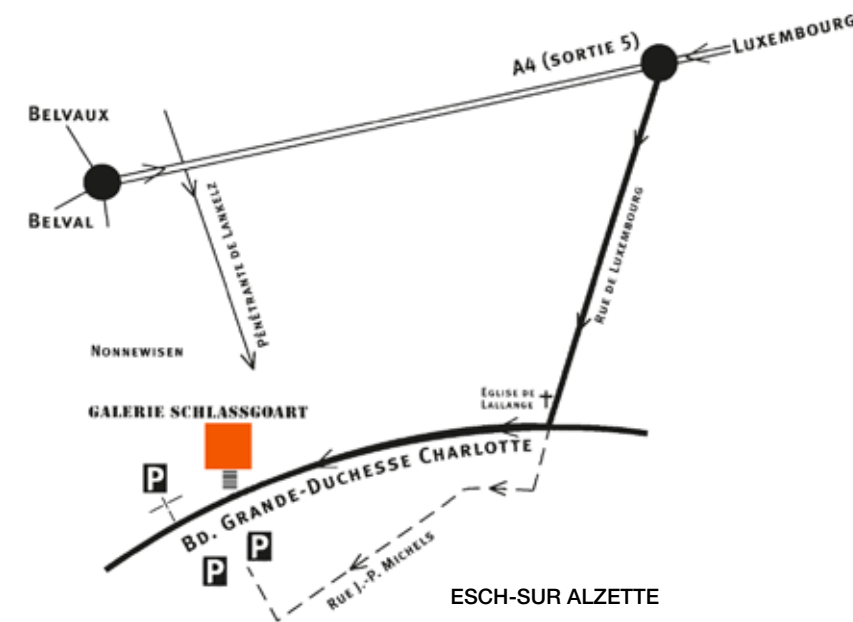 A4 (SORTIE 5)
LUXEMBOURG
BELVAUX
BELVAL
PÉNÉTRANTE DE LANKELZ
RUE DE LUXEMBOURG
NONNEWISEN
EGLISE DE
LALLANGE
GALERIE SCHLASSGOART
BD. GRANDE-DUCHESSE CHARLOTTE
P
P
P
RUE J.-P. MICHELS
ESCH-SUR ALZETTE